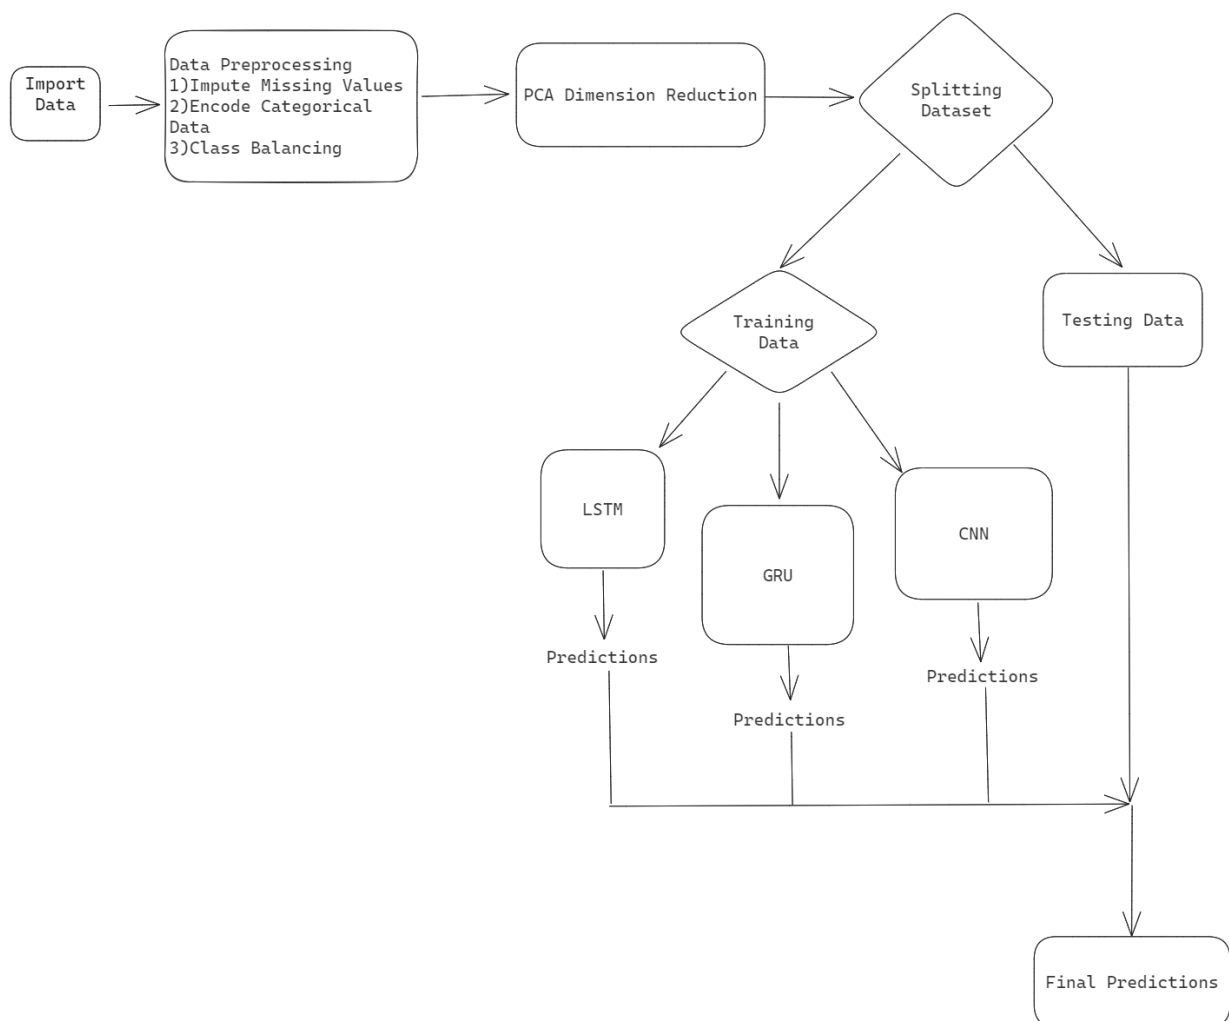 Import
Data
Data Preprocessing
1)Impute Missing Values
2)Encode Categorical
Data
3)Class Balancing
PCA Dimension Reduction
Splitting
Dataset
Training
Data
Testing Data
LSTM
GRU
CNN
Predictions
Predictions
Predictions
Final Predictions